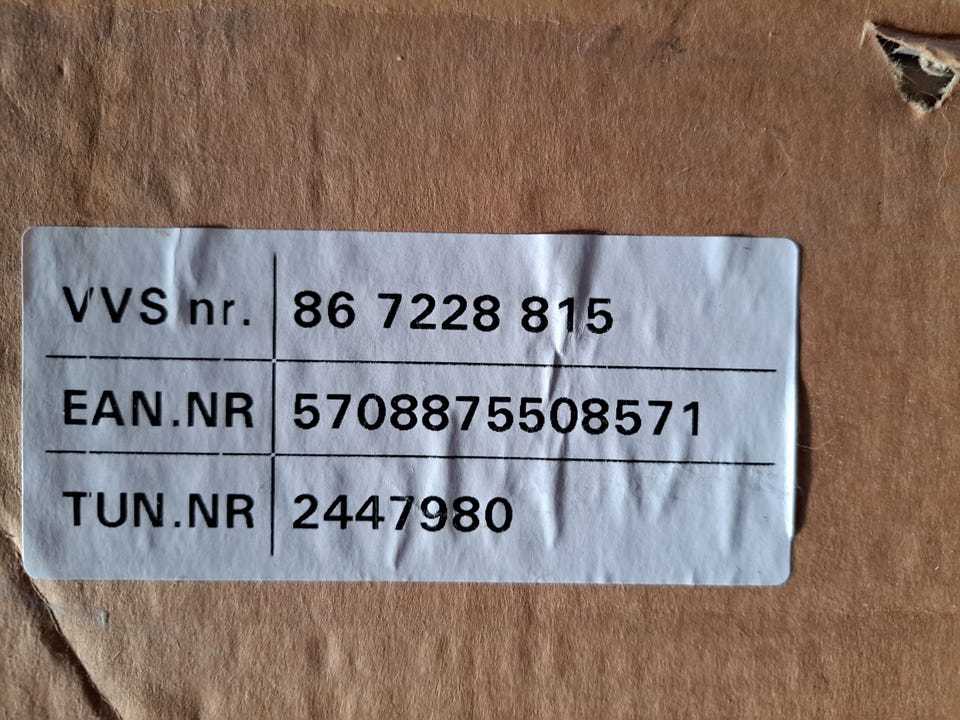 VVS nr. 86 7228 815
EAN.NR 5708875508571
TUN.NR 2447980